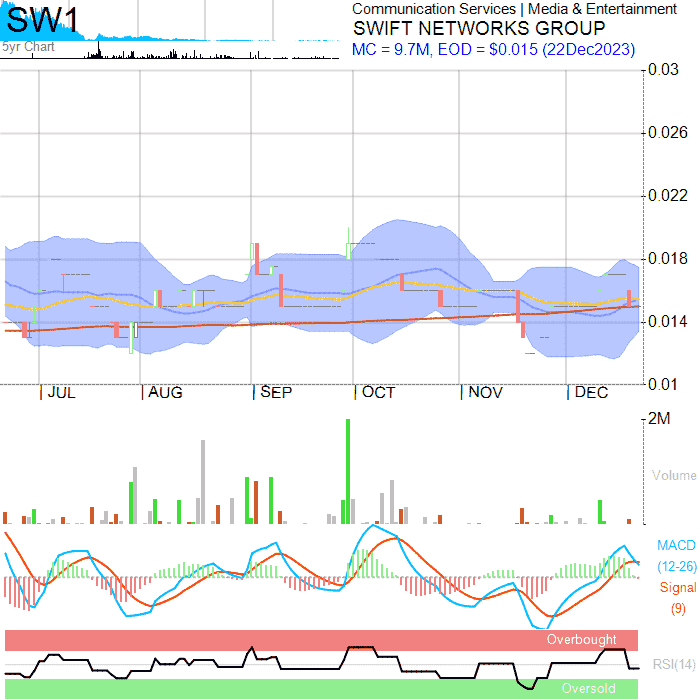 SW1
5yr Chart
Communication Services | Media & Entertainment
SWIFT NETWORKS GROUP
MC = 9.7M, EOD = $0.015 (22Dec2023)
0.03
0.026
0.022
0.018
0.014
0.01
| JUL | AUG | SEP | OCT | NOV | DEC
2M
Volume
MACD
(12-26)
Signal
(9)
Overbought
RSI(14)
Oversold